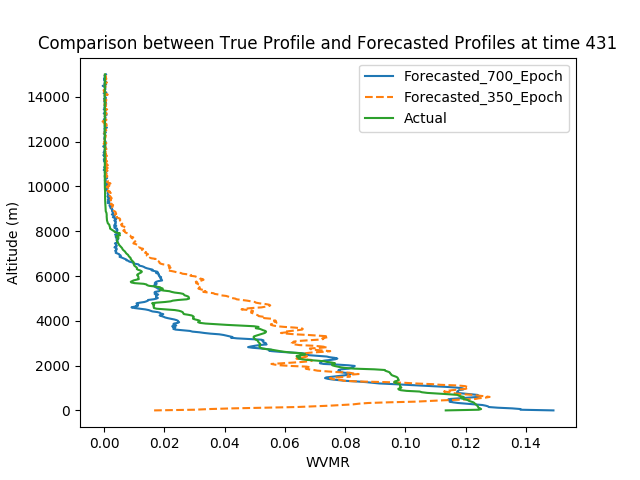 Comparison between True Profile and Forecasted Profiles at time 431
Forecasted_700_Epoch
Forecasted_350_Epoch
Actual
Altitude (m)
14000
12000
10000
8000
6000
4000
2000
0
0.00 0.02 0.04 0.06 0.08 0.10 0.12 0.14
WVMR